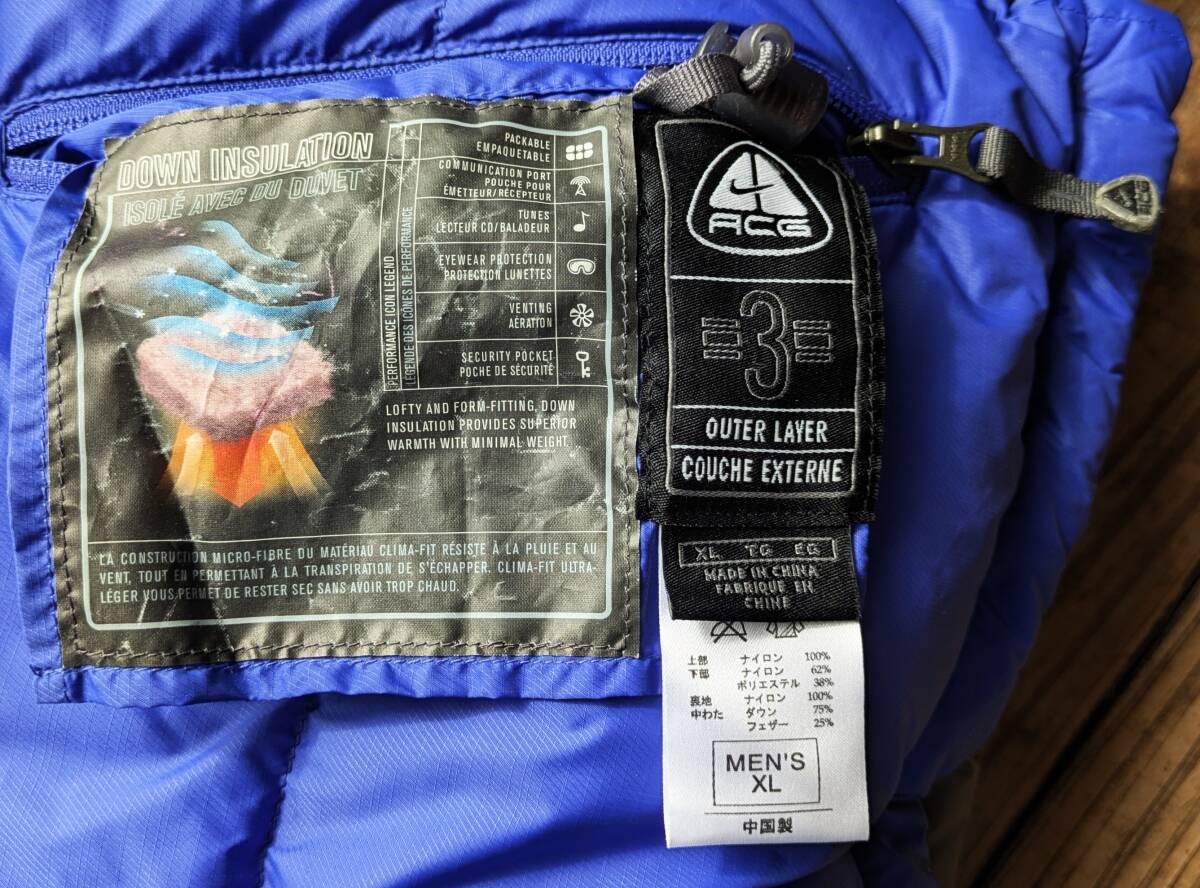 DOWN INSULATION
ISOLÉ AVEC DU DUVET
PERFORMANCE ICON LEGEND
LÉGENDE DES ICÔNES DE PERFORMANCE
PACKABLE
EMPAQUETABLE
COMMUNICATION PORT
POUCHE POUR
ÉMETTEUR/RÉCEPTEUR
TUNES
LECTEUR CD/BALADEUR
EYEWEAR PROTECTION
PROTECTION LUNETTES
VENTING
AÉRATION
SECURITY POCKET
POCHE DE SÉCURITÉ
LOFTY AND FORM-FITTING, DOWN
INSULATION PROVIDES SUPERIOR
WARMTH WITH MINIMAL WEIGHT.
LA CONSTRUCTION MICRO-FIBRE DU MATÉRIAU CLIMA-FIT RÉSISTE À LA PLUIE ET AU
VENT, TOUT EN PERMETTANT À LA TRANSPIRATION DE S'ÉCHAPPER. CLIMA-FIT ULTRA-
LÉGER VOUS PERMET DE RESTER SEC SANS AVOIR TROP CHAUD.
ACG
3
OUTER LAYER
COUCHE EXTERNE
XL TG EG
MADE IN CHINA
FABRIQUE EN
CHINE
上部 ナイロン 100%
下部 ナイロン 62%
ポリエステル 38%
裏地 ナイロン 100%
中わた ダウン 75%
フェザー 25%
MEN'S
XL
中国製
ACG